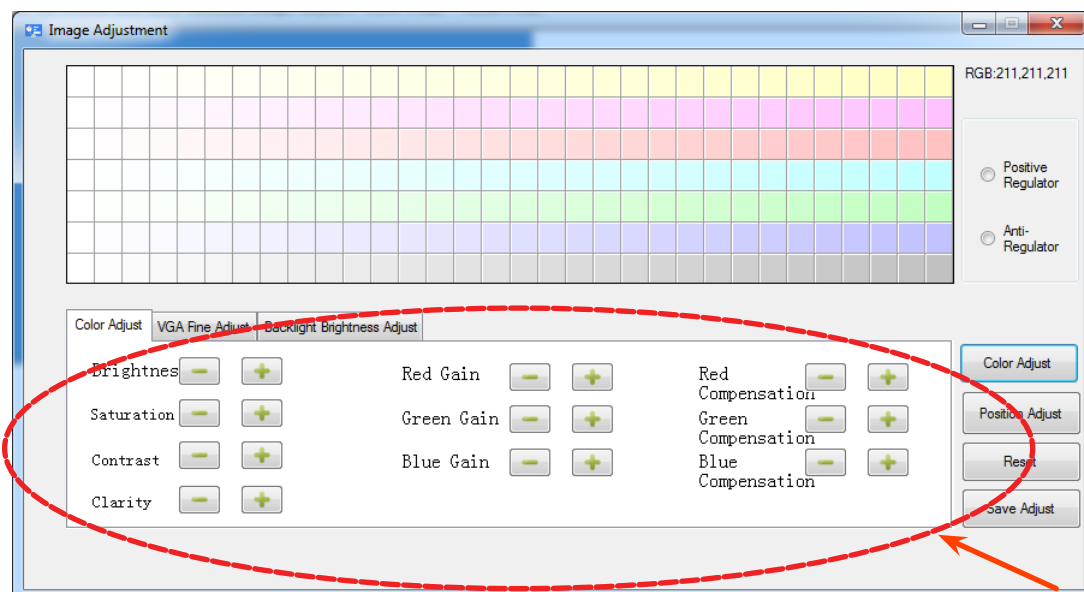 Image Adjustment
RGB:211,211,211
Positive
Regulator
Anti-
Regulator
Color Adjust
VGA Fine Adjust
Backlight Brightness Adjust
Brightnes
Red Gain
Red
Compensation
Saturation
Green Gain
Green
Compensation
Contrast
Blue Gain
Blue
Compensation
Clarity
Color Adjust
Position Adjust
Reset
Save Adjust